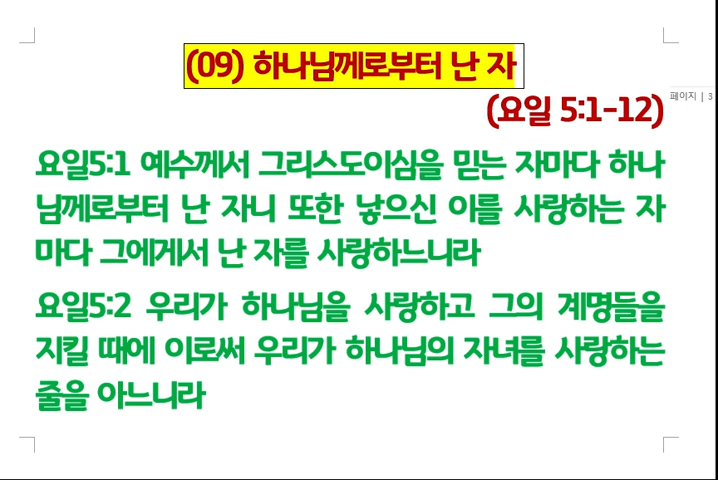 (09) 하나님께로부터 난 자
(요일 5:1-12)
페이지 | 3
요일5:1 예수께서 그리스도이심을 믿는 자마다 하나
님께로부터 난 자니 또한 낳으신 이를 사랑하는 자
마다 그에게서 난 자를 사랑하느니라
요일5:2 우리가 하나님을 사랑하고 그의 계명들을
지킬 때에 이로써 우리가 하나님의 자녀를 사랑하는
줄을 아느니라